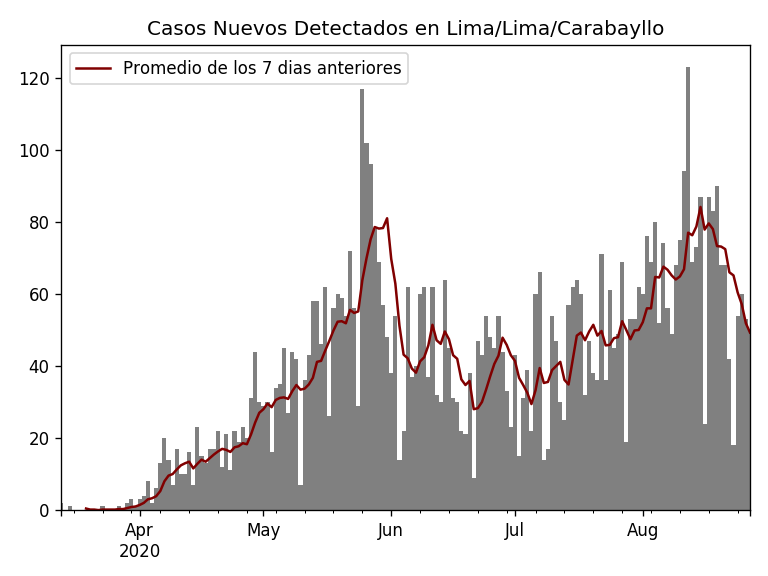 Casos Nuevos Detectados en Lima/Lima/Carabayllo
Promedio de los 7 dias anteriores
120
100
80
60
40
20
0
Apr
2020
May
Jun
Jul
Aug